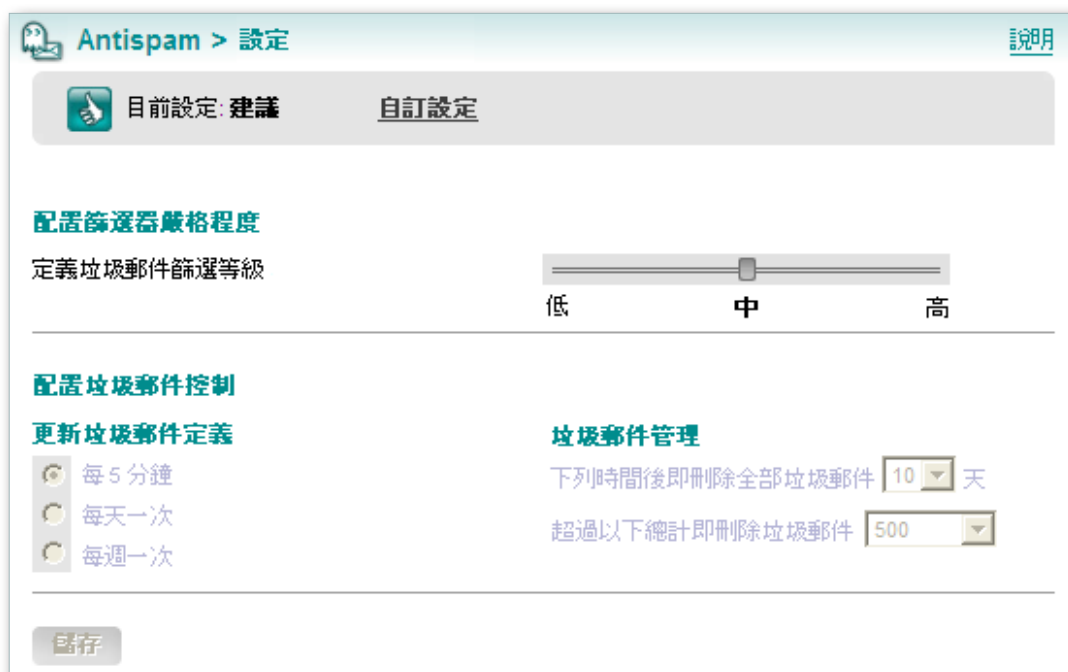 Antispam > 設定 說明
目前設定: 建議 自訂設定
配置篩選器嚴格程度
定義垃圾郵件篩選等級
低 中 高
配置垃圾郵件控制
更新垃圾郵件定義 垃圾郵件管理
每 5 分鐘 下列時間後即刪除全部垃圾郵件 10 天
每天一次 超過以下總計即刪除垃圾郵件 500
每週一次
儲存